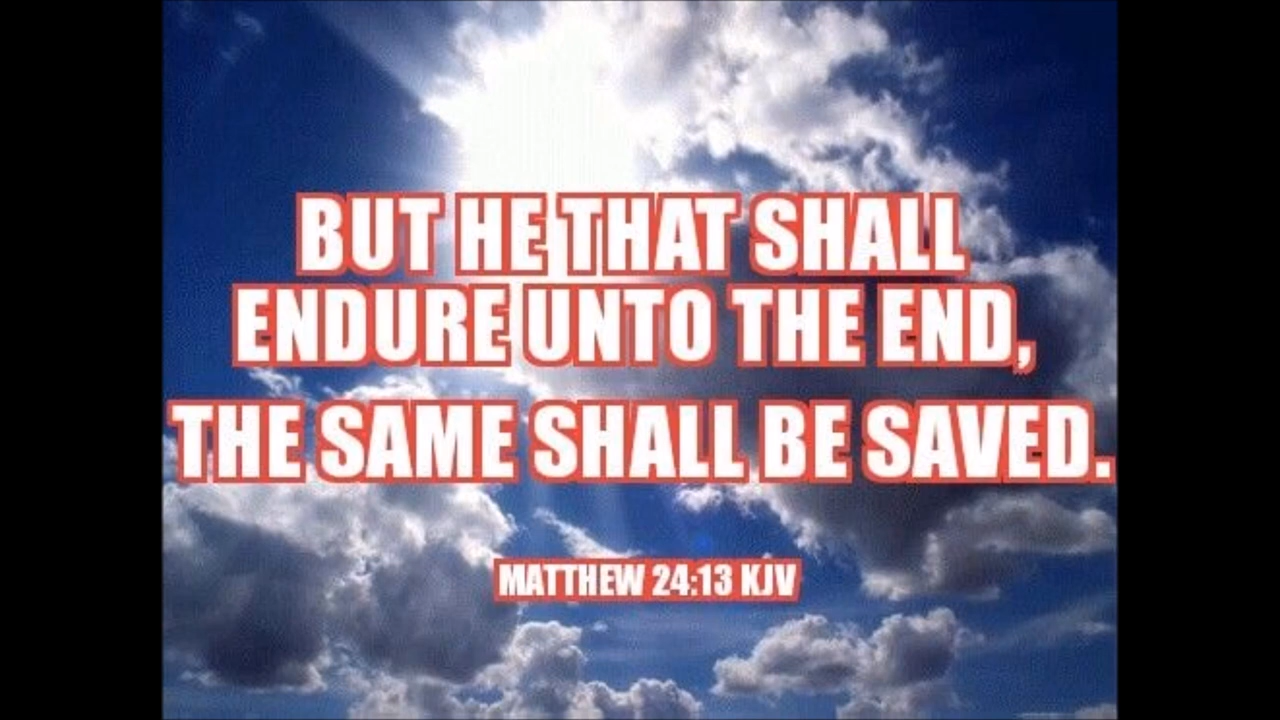 BUT HE THAT SHALL
ENDURE UNTO THE END,
THE SAME SHALL BE SAVED.
MATTHEW 24:13 KJV